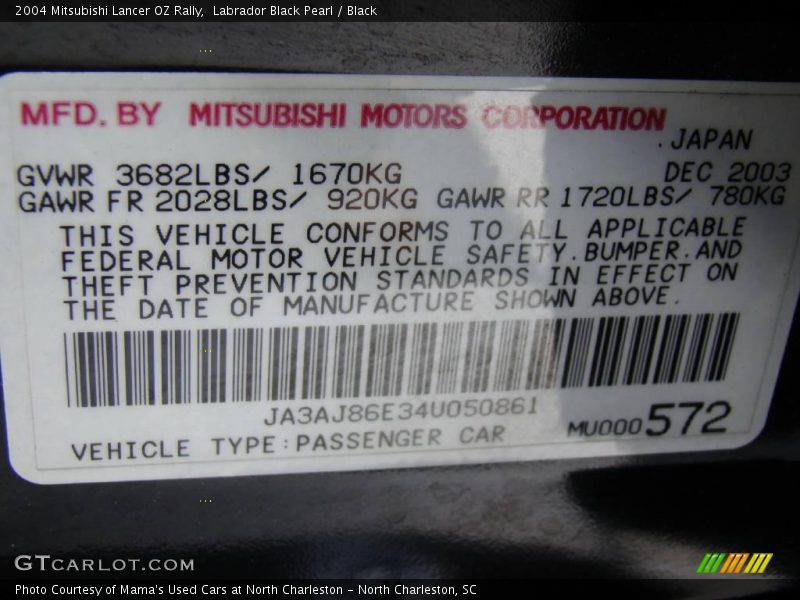 2004 Mitsubishi Lancer OZ Rally,  Labrador Black Pearl / Black
MFD. BY MITSUBISHI MOTORS CORPORATION
.JAPAN
GVWR 3682LBS/ 1670KG DEC 2003
GAWR FR 2028LBS/ 920KG GAWR RR 1720LBS/ 780KG
THIS VEHICLE CONFORMS TO ALL APPLICABLE
FEDERAL MOTOR VEHICLE SAFETY.BUMPER.AND
THEFT PREVENTION STANDARDS IN EFFECT ON
THE DATE OF MANUFACTURE SHOWN ABOVE.
JA3AJ86E34U050861
VEHICLE TYPE:PASSENGER CAR MU000572
GTCARLOT.COM
Photo Courtesy of Mama's Used Cars at North Charleston - North Charleston, SC